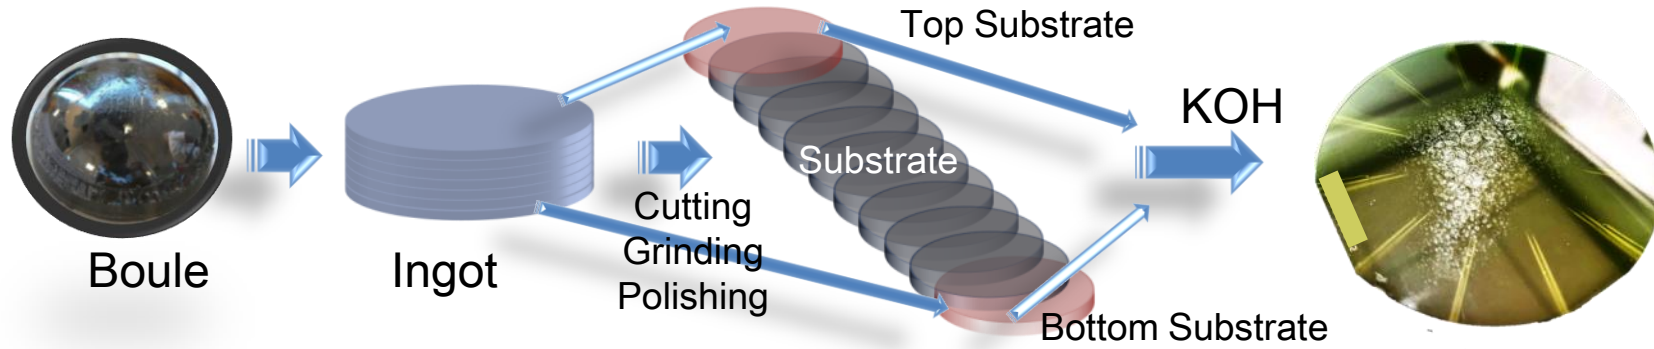 Boule
Ingot
Cutting
Grinding
Polishing
Substrate
Top Substrate
Bottom Substrate
KOH